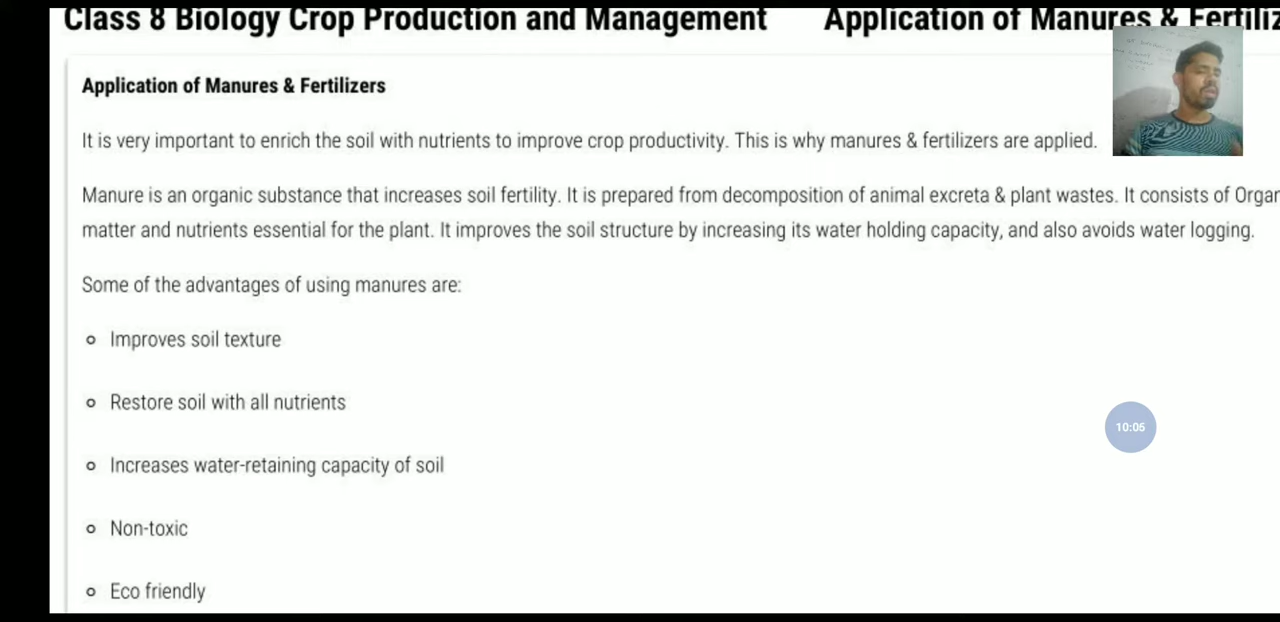 Class 8 Biology Crop Production and Management Application of Manures & Fertiliz
Application of Manures & Fertilizers
It is very important to enrich the soil with nutrients to improve crop productivity. This is why manures & fertilizers are applied.
Manure is an organic substance that increases soil fertility. It is prepared from decomposition of animal excreta & plant wastes. It consists of Organ
matter and nutrients essential for the plant. It improves the soil structure by increasing its water holding capacity, and also avoids water logging.
Some of the advantages of using manures are:
Improves soil texture
Restore soil with all nutrients
Increases water-retaining capacity of soil
10:06
Non-toxic
Eco friendly